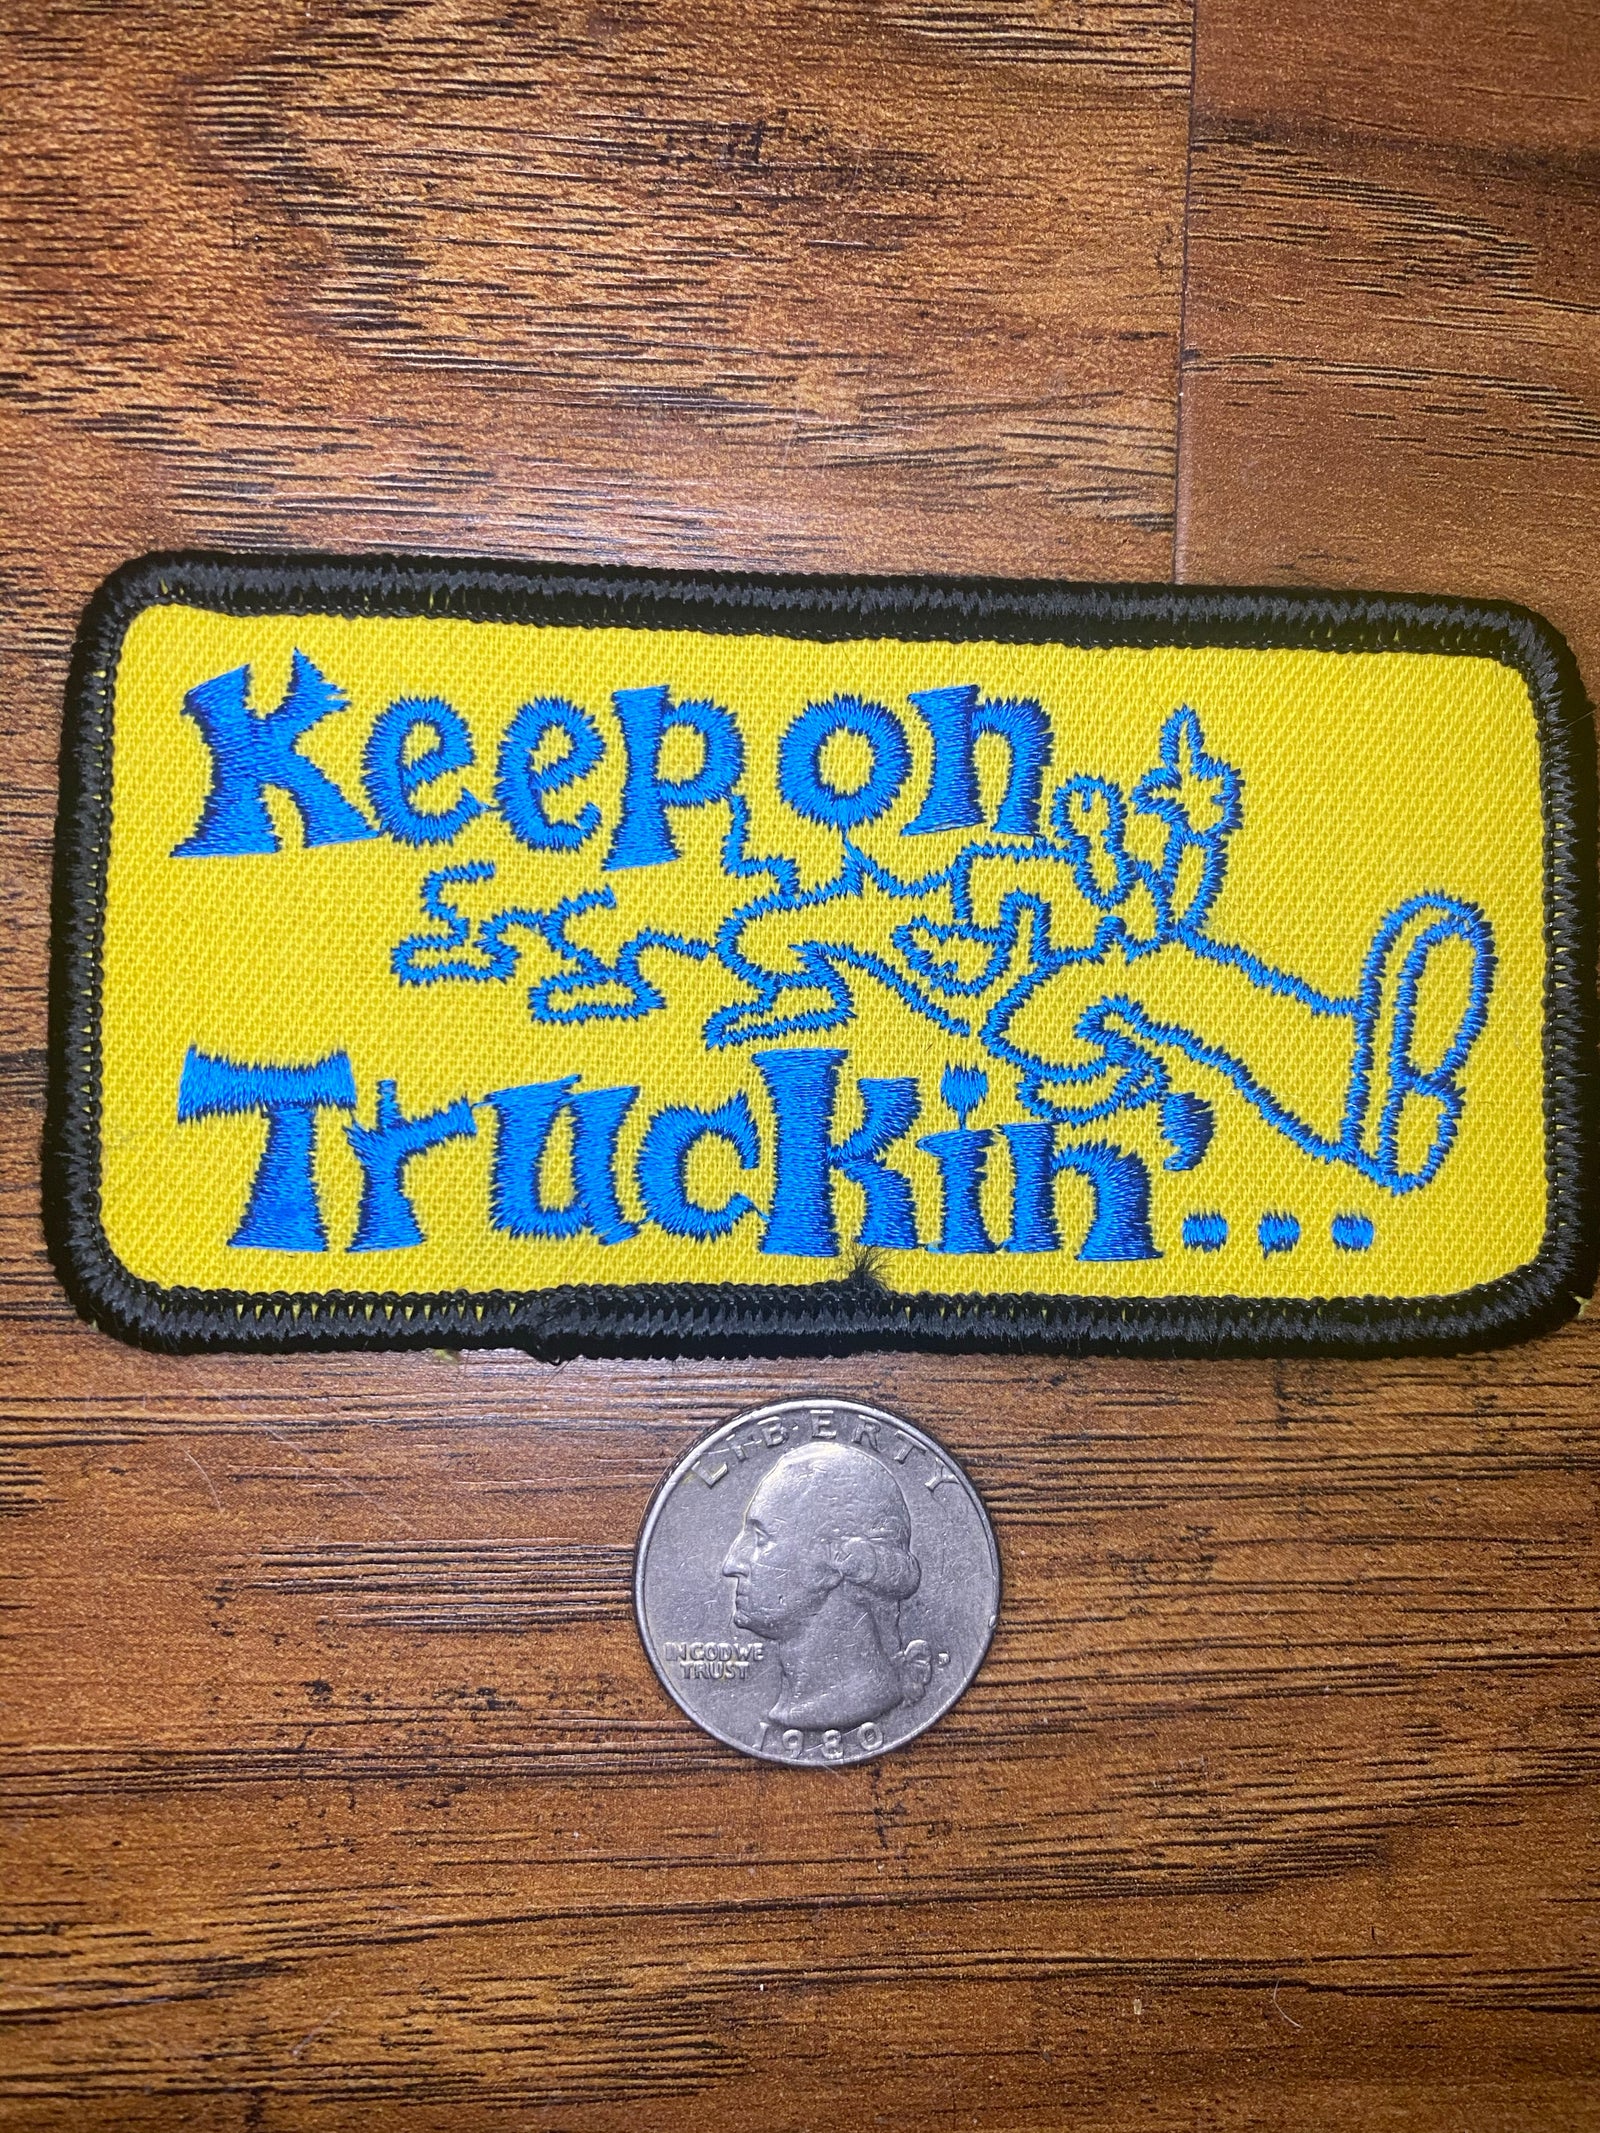 Keep on
Truckin'...
LIBERTY
IN GOD WE
TRUST
D
1980